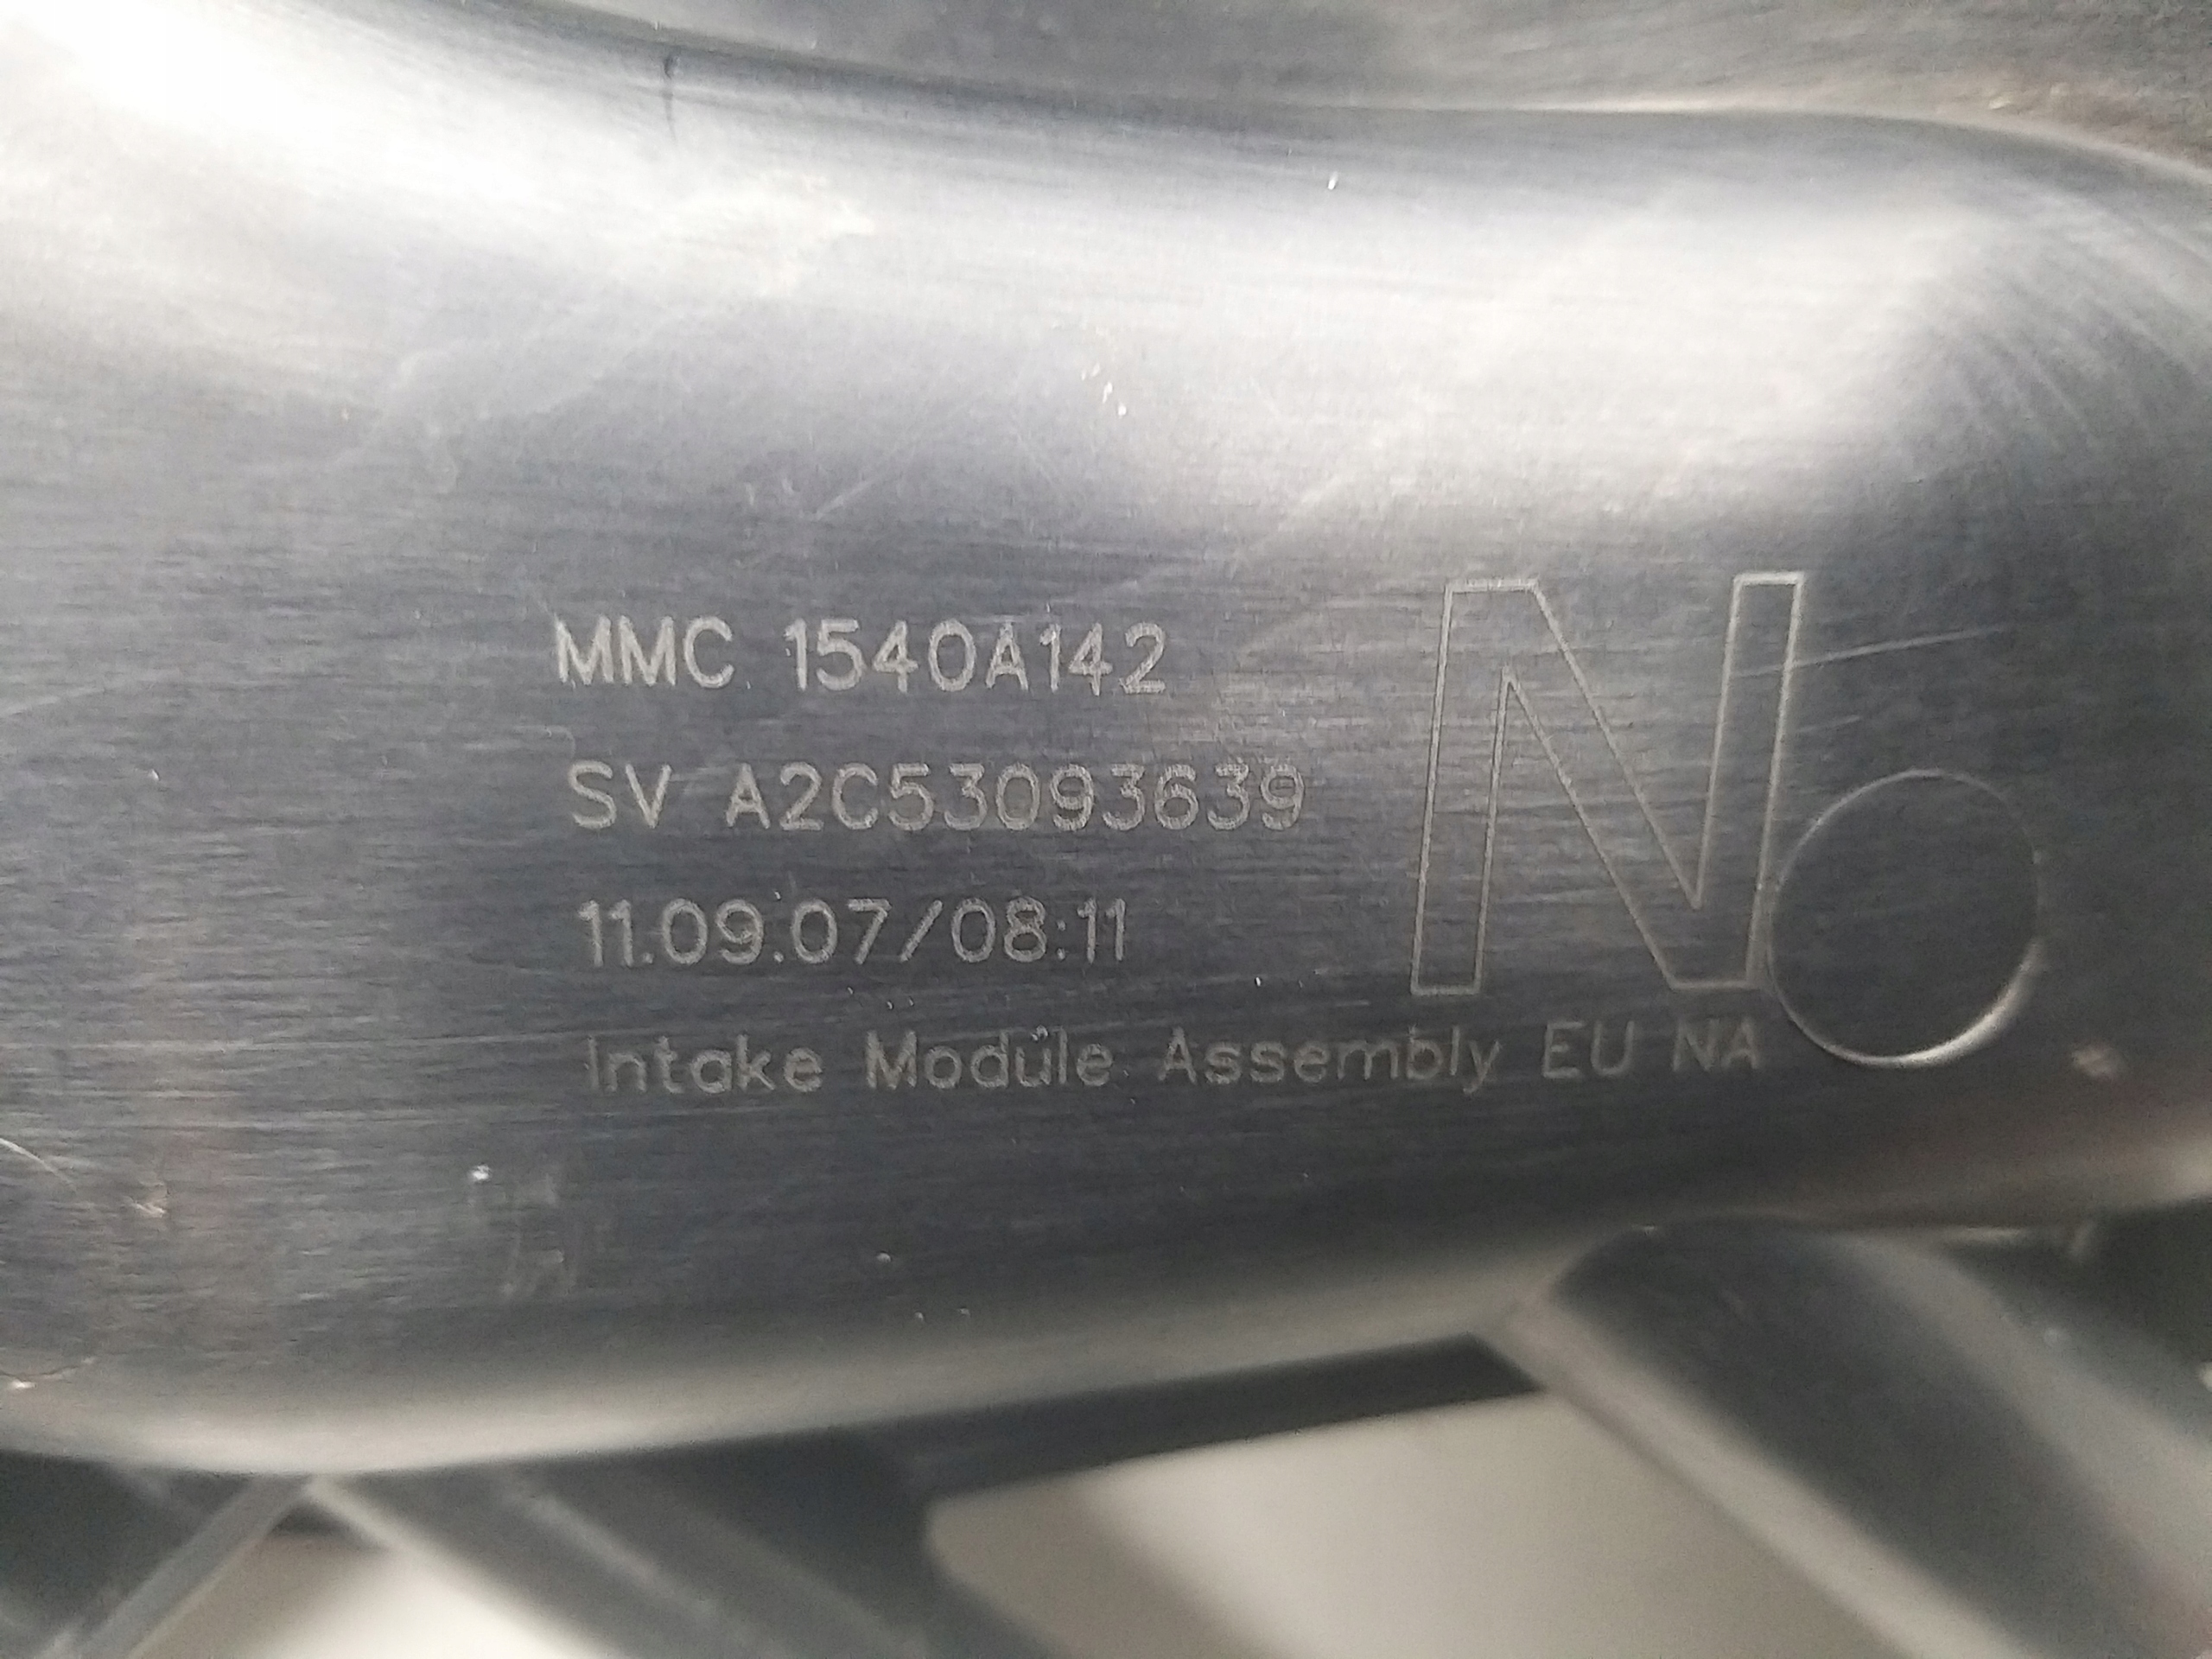 MMC 1540A142
SV A2C53093639
11.09.07/08:11
Intake Module Assembly EU NA
N